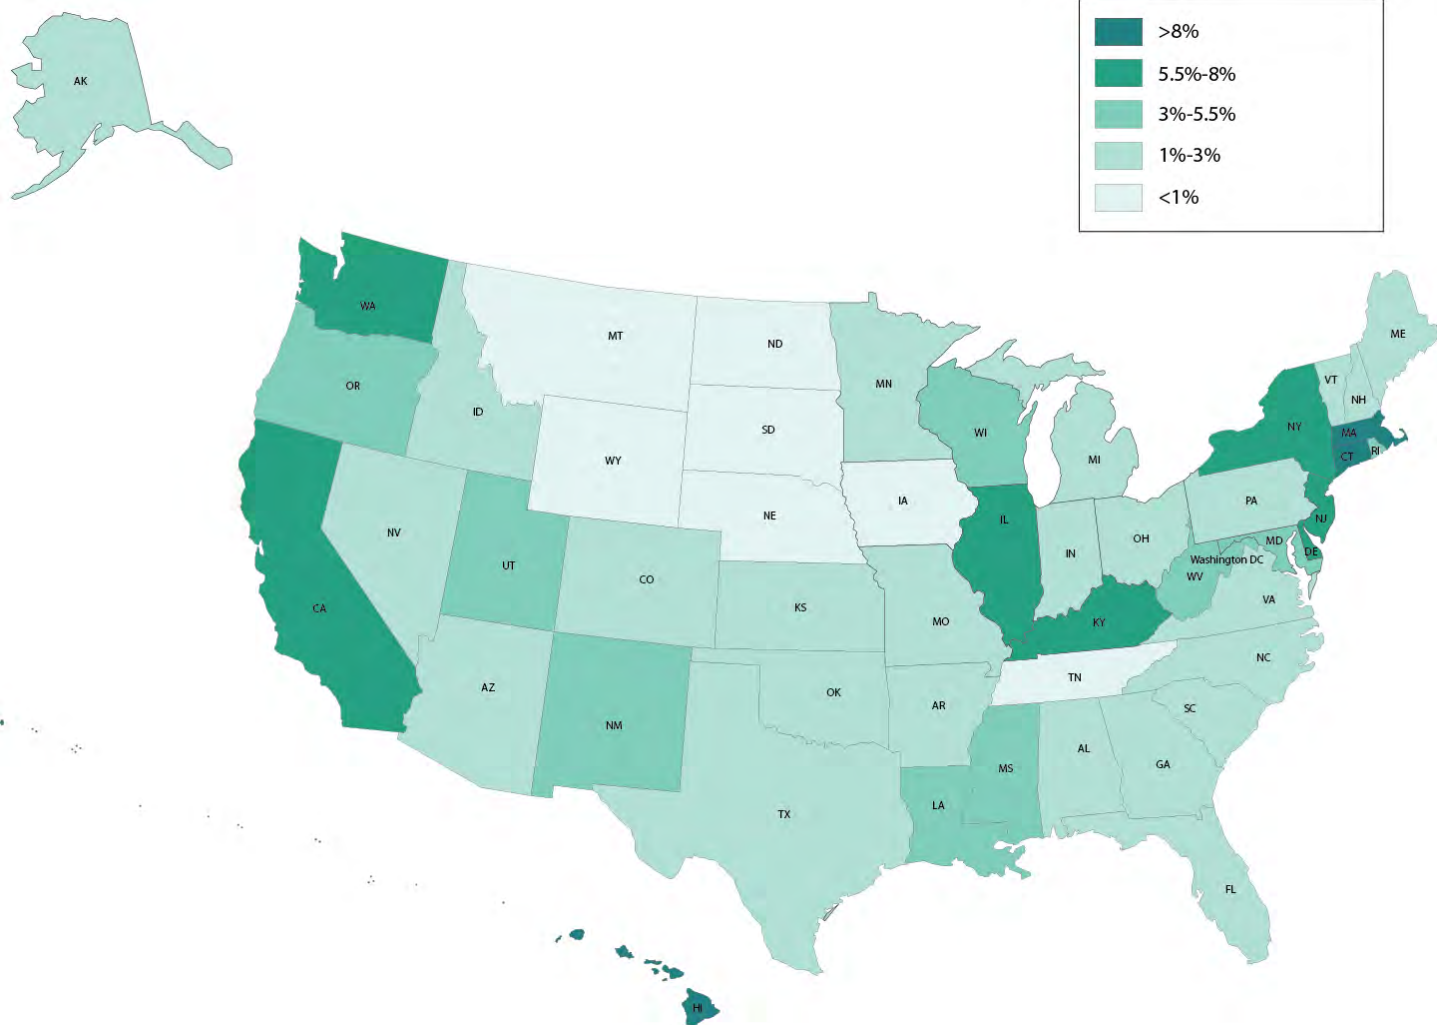 >8%
5.5%-8%
3%-5.5%
1%-3%
<1%
AK
WA
MT
ND
MN
ME
VT
NH
OR
ID
SD
WI
MI
NY
MA
CT
RI
WY
IA
NE
IL
IN
OH
PA
NJ
NV
UT
CO
MD
DE
Washington DC
WV
CA
KS
MO
KY
VA
AZ
NM
OK
AR
TN
NC
SC
TX
LA
MS
AL
GA
FL
HI